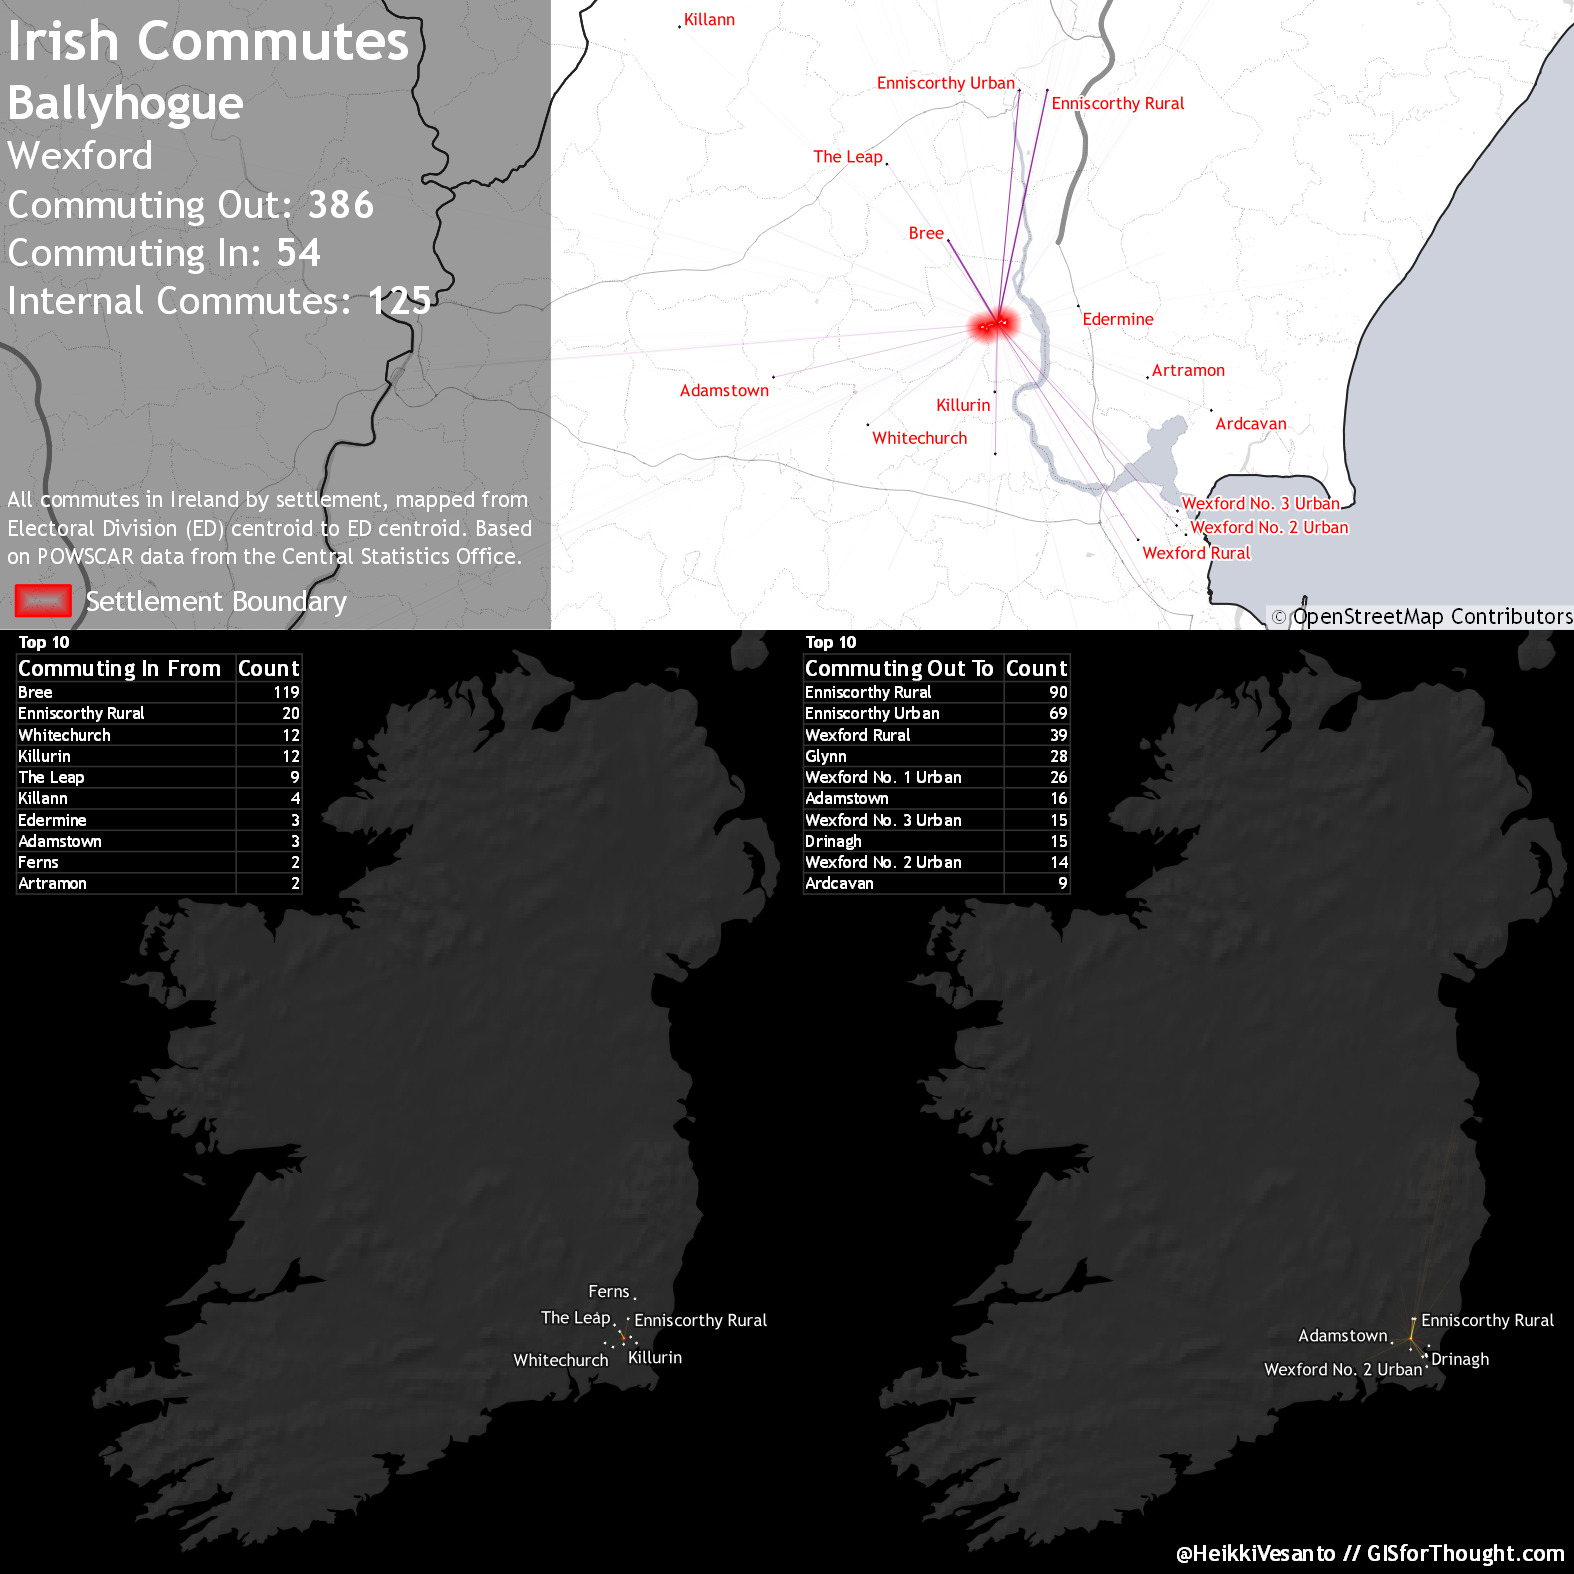 Irish Commutes
Ballyhogue
Wexford
Commuting Out: 386
Commuting In: 54
Internal Commutes: 125
All commutes in Ireland by settlement, mapped from
Electoral Division (ED) centroid to ED centroid. Based
on POWSCAR data from the Central Statistics Office.
Settlement Boundary
Killann
Enniscorthy Urban
Enniscorthy Rural
The Leap
Bree
Edermine
Artramon
Adamstown
Killurin
Ardcavan
Whitechurch
Wexford No. 3 Urban
Wexford No. 2 Urban
Wexford Rural
© OpenStreetMap Contributors
Top 10
Commuting In From Count
Bree 119
Enniscorthy Rural 20
Whitechurch 12
Killurin 12
The Leap 9
Killann 4
Edermine 3
Adamstown 3
Ferns 2
Artramon 2
Ferns
The Leap
Enniscorthy Rural
Whitechurch
Killurin
Top 10
Commuting Out To Count
Enniscorthy Rural 90
Enniscorthy Urban 69
Wexford Rural 39
Glynn 28
Wexford No. 1 Urban 26
Adamstown 16
Wexford No. 3 Urban 15
Drinagh 15
Wexford No. 2 Urban 14
Ardcavan 9
Enniscorthy Rural
Adamstown
Drinagh
Wexford No. 2 Urban
@HeikkiVesanto // GISforThought.com